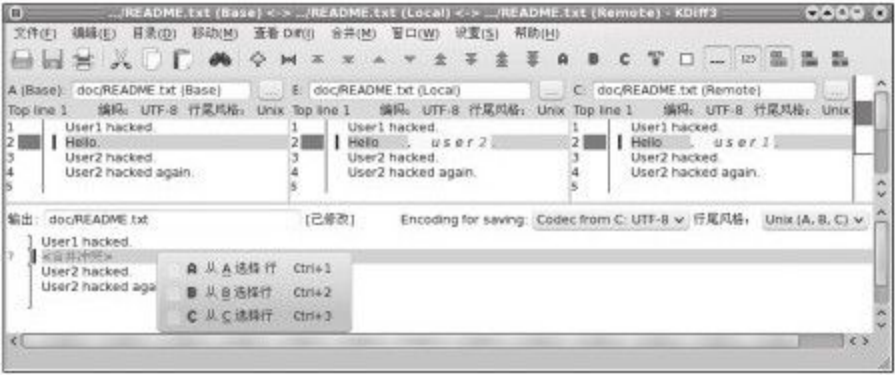 .../README.txt (Base) <-> .../README.txt (Local) <-> .../README.txt (Remote) - KDiff3
文件(F) 编辑(E) 目录(D) 移动(M) 查看 Diff(I) 合并(M) 窗口(W) 设置(S) 帮助(H)
A B C 123
A (Base): doc/README.txt (Base) ... E: doc/README.txt (Local) ... C: doc/README.txt (Remote) ...
Top line 1 编码: UTF-8 行尾风格: Unix Top line 1 编码: UTF-8 行尾风格: Unix Top line 1 编码: UTF-8 行尾风格: Unix
1 User1 hacked. 1 User1 hacked. 1 User1 hacked.
2 Hello. 2 Hello , user2. 2 Hello , user1.
3 User2 hacked. 3 User2 hacked. 3 User2 hacked.
4 User2 hacked again. 4 User2 hacked again. 4 User2 hacked again.
5 5 5
输出: doc/README.txt [已修改] Encoding for saving: Codec from C: UTF-8 行尾风格: Unix (A, B, C)
User1 hacked.
? <合并冲突>
User2 hacked.
User2 hacked aga
A 从 A 选择 行 Ctrl+1
B 从 B 选择行 Ctrl+2
C 从 C 选择行 Ctrl+3